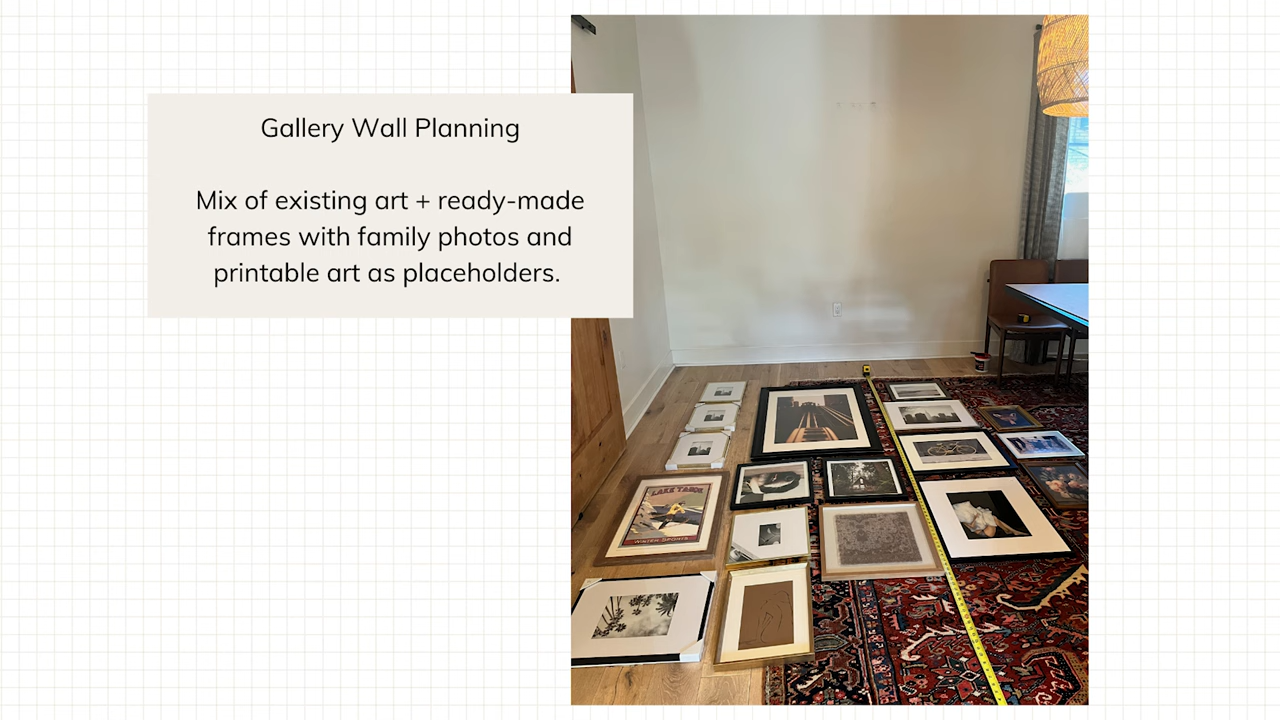 Gallery Wall Planning
Mix of existing art + ready-made
frames with family photos and
printable art as placeholders.
LAKE TAHOE
WINTER SPORTS